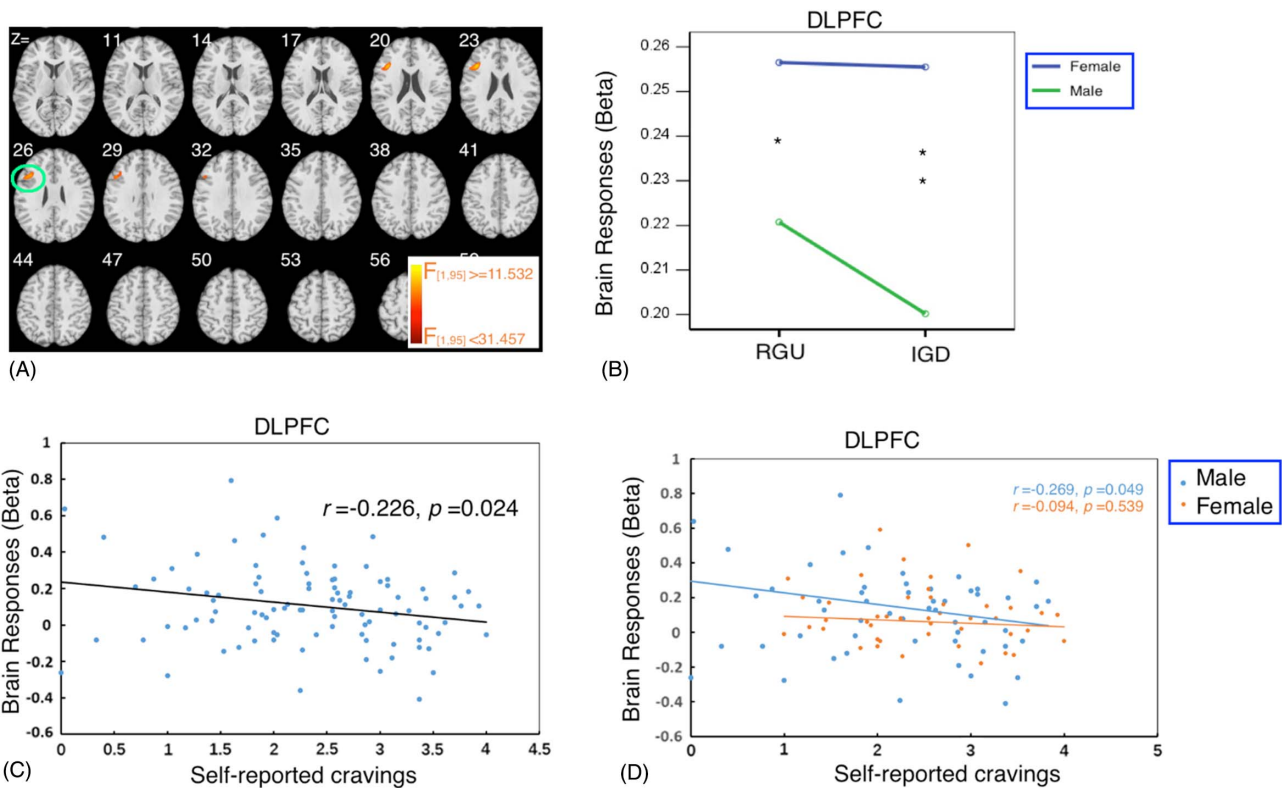 Z=
11
14
17
20
23
26
29
32
35
38
41
44
47
50
53
56
F[1,95] >=11.532
F[1,95] <31.457
(A)
DLPFC
0.26
0.25
0.24
0.23
0.22
0.21
0.20
Brain Responses (Beta)
*
*
*
RGU
IGD
Female
Male
(B)
DLPFC
1
0.8
0.6
0.4
0.2
0
-0.2
-0.4
-0.6
Brain Responses (Beta)
r=-0.226, p=0.024
0 0.5 1 1.5 2 2.5 3 3.5 4 4.5
Self-reported cravings
(C)
DLPFC
1
0.8
0.6
0.4
0.2
0
-0.2
-0.4
-0.6
Brain Responses (Beta)
r=-0.269, p=0.049
r=-0.094, p=0.539
0 1 2 3 4 5
Self-reported cravings
Male
Female
(D)